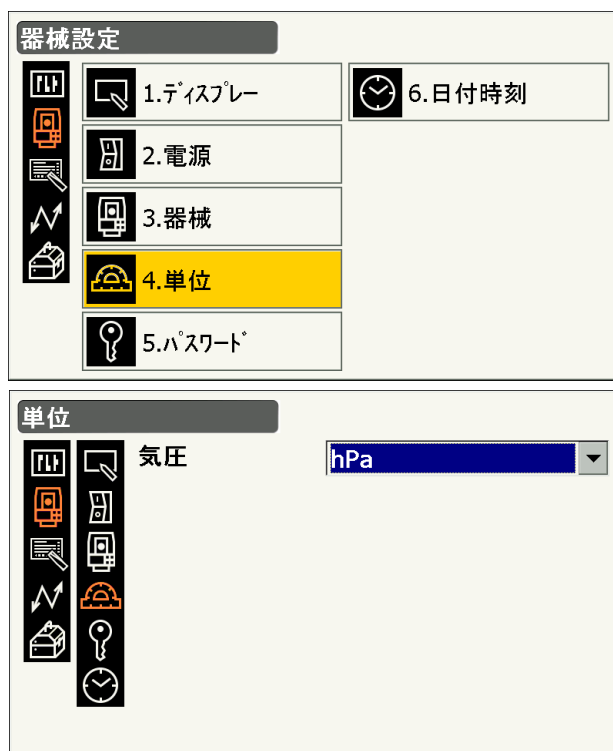 器械設定
1.ﾃﾞｨｽﾌﾟﾚｰ
2.電源
3.器械
4.単位
5.ﾊﾟｽﾜｰﾄﾞ
6.日付時刻
単位
気圧 hPa